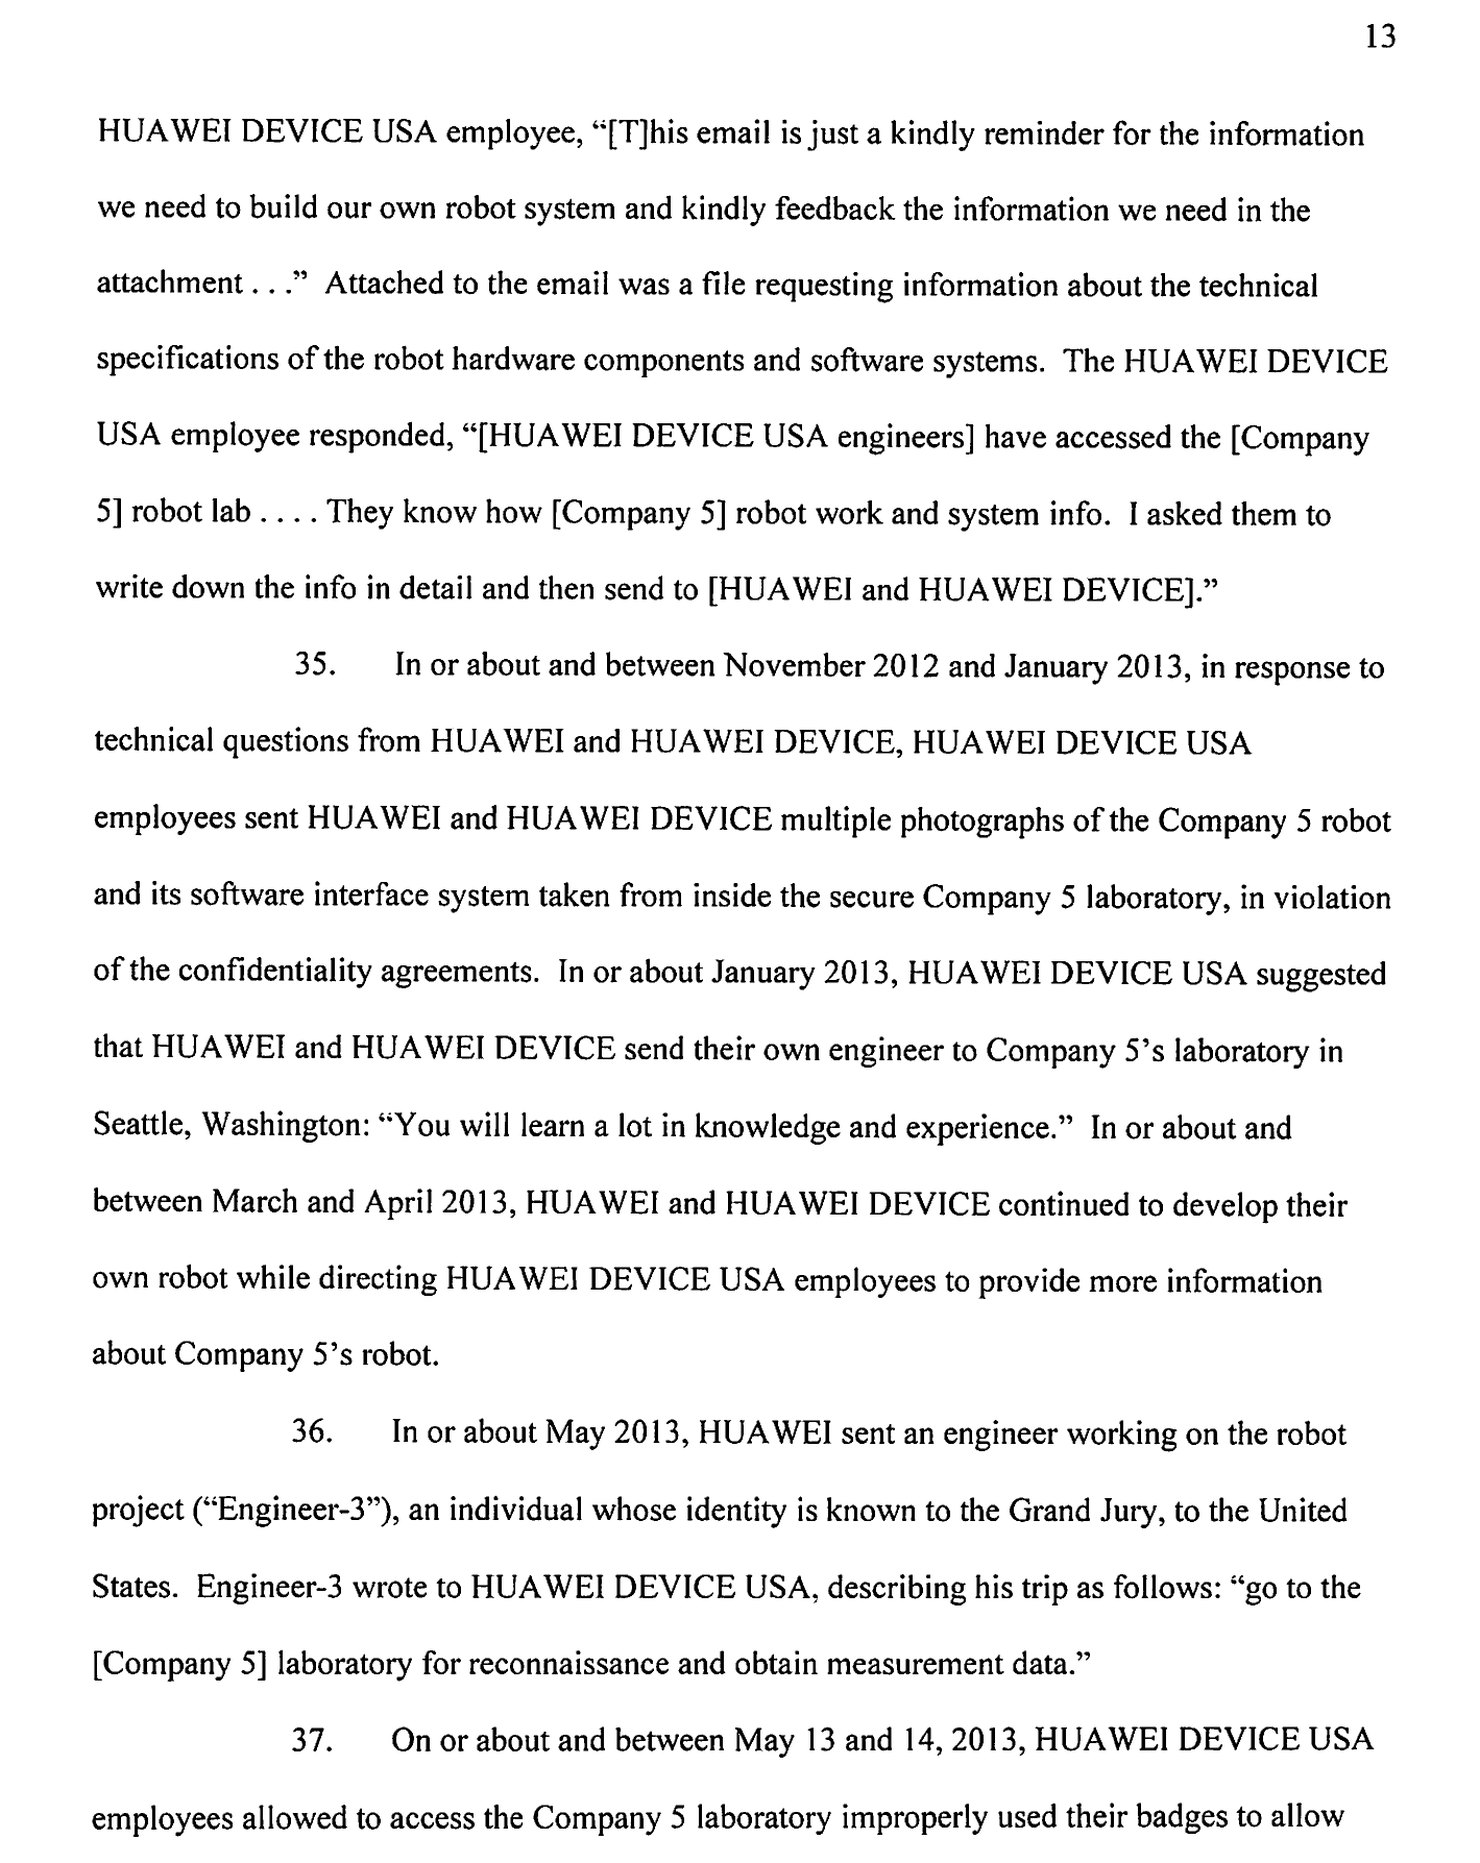 13
HUAWEI DEVICE USA employee, “[T]his email is just a kindly reminder for the information
we need to build our own robot system and kindly feedback the information we need in the
attachment . . .” Attached to the email was a file requesting information about the technical
specifications of the robot hardware components and software systems. The HUAWEI DEVICE
USA employee responded, “[HUAWEI DEVICE USA engineers] have accessed the [Company
5] robot lab . . . . They know how [Company 5] robot work and system info. I asked them to
write down the info in detail and then send to [HUAWEI and HUAWEI DEVICE].”
35. In or about and between November 2012 and January 2013, in response to
technical questions from HUAWEI and HUAWEI DEVICE, HUAWEI DEVICE USA
employees sent HUAWEI and HUAWEI DEVICE multiple photographs of the Company 5 robot
and its software interface system taken from inside the secure Company 5 laboratory, in violation
of the confidentiality agreements. In or about January 2013, HUAWEI DEVICE USA suggested
that HUAWEI and HUAWEI DEVICE send their own engineer to Company 5’s laboratory in
Seattle, Washington: “You will learn a lot in knowledge and experience.” In or about and
between March and April 2013, HUAWEI and HUAWEI DEVICE continued to develop their
own robot while directing HUAWEI DEVICE USA employees to provide more information
about Company 5’s robot.
36. In or about May 2013, HUAWEI sent an engineer working on the robot
project (“Engineer-3”), an individual whose identity is known to the Grand Jury, to the United
States. Engineer-3 wrote to HUAWEI DEVICE USA, describing his trip as follows: “go to the
[Company 5] laboratory for reconnaissance and obtain measurement data.”
37. On or about and between May 13 and 14, 2013, HUAWEI DEVICE USA
employees allowed to access the Company 5 laboratory improperly used their badges to allow